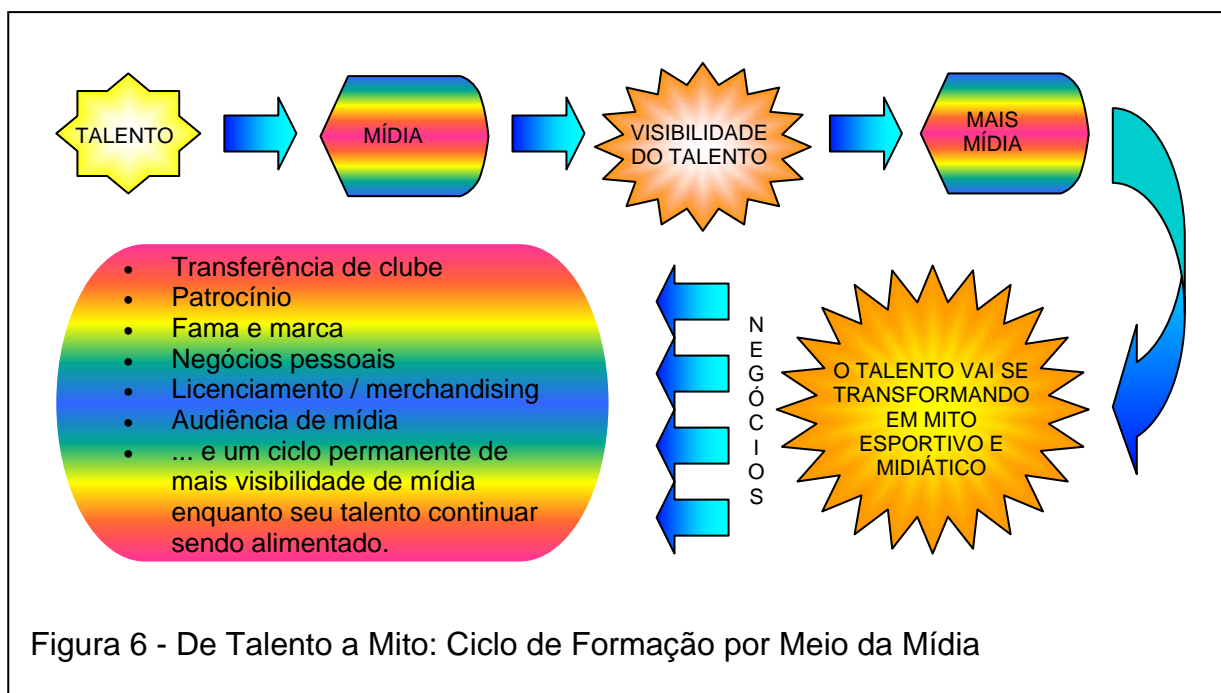 TALENTO
MÍDIA
VISIBILIDADE
DO TALENTO
MAIS
MÍDIA
• Transferência de clube
• Patrocínio
• Fama e marca
• Negócios pessoais
• Licenciamento / merchandising
• Audiência de mídia
• ... e um ciclo permanente de
mais visibilidade de mídia
enquanto seu talento continuar
sendo alimentado.
NEGÓCIOS
O TALENTO VAI SE
TRANSFORMANDO
EM MITO
ESPORTIVO E
MIDIÁTICO
Figura 6 - De Talento a Mito: Ciclo de Formação por Meio da Mídia